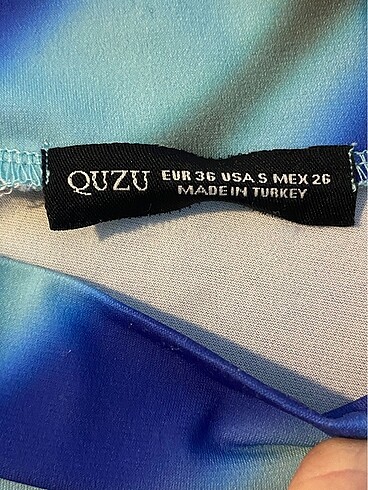 QUZU EUR 36 USA S MEX 26
MADE IN TURKEY